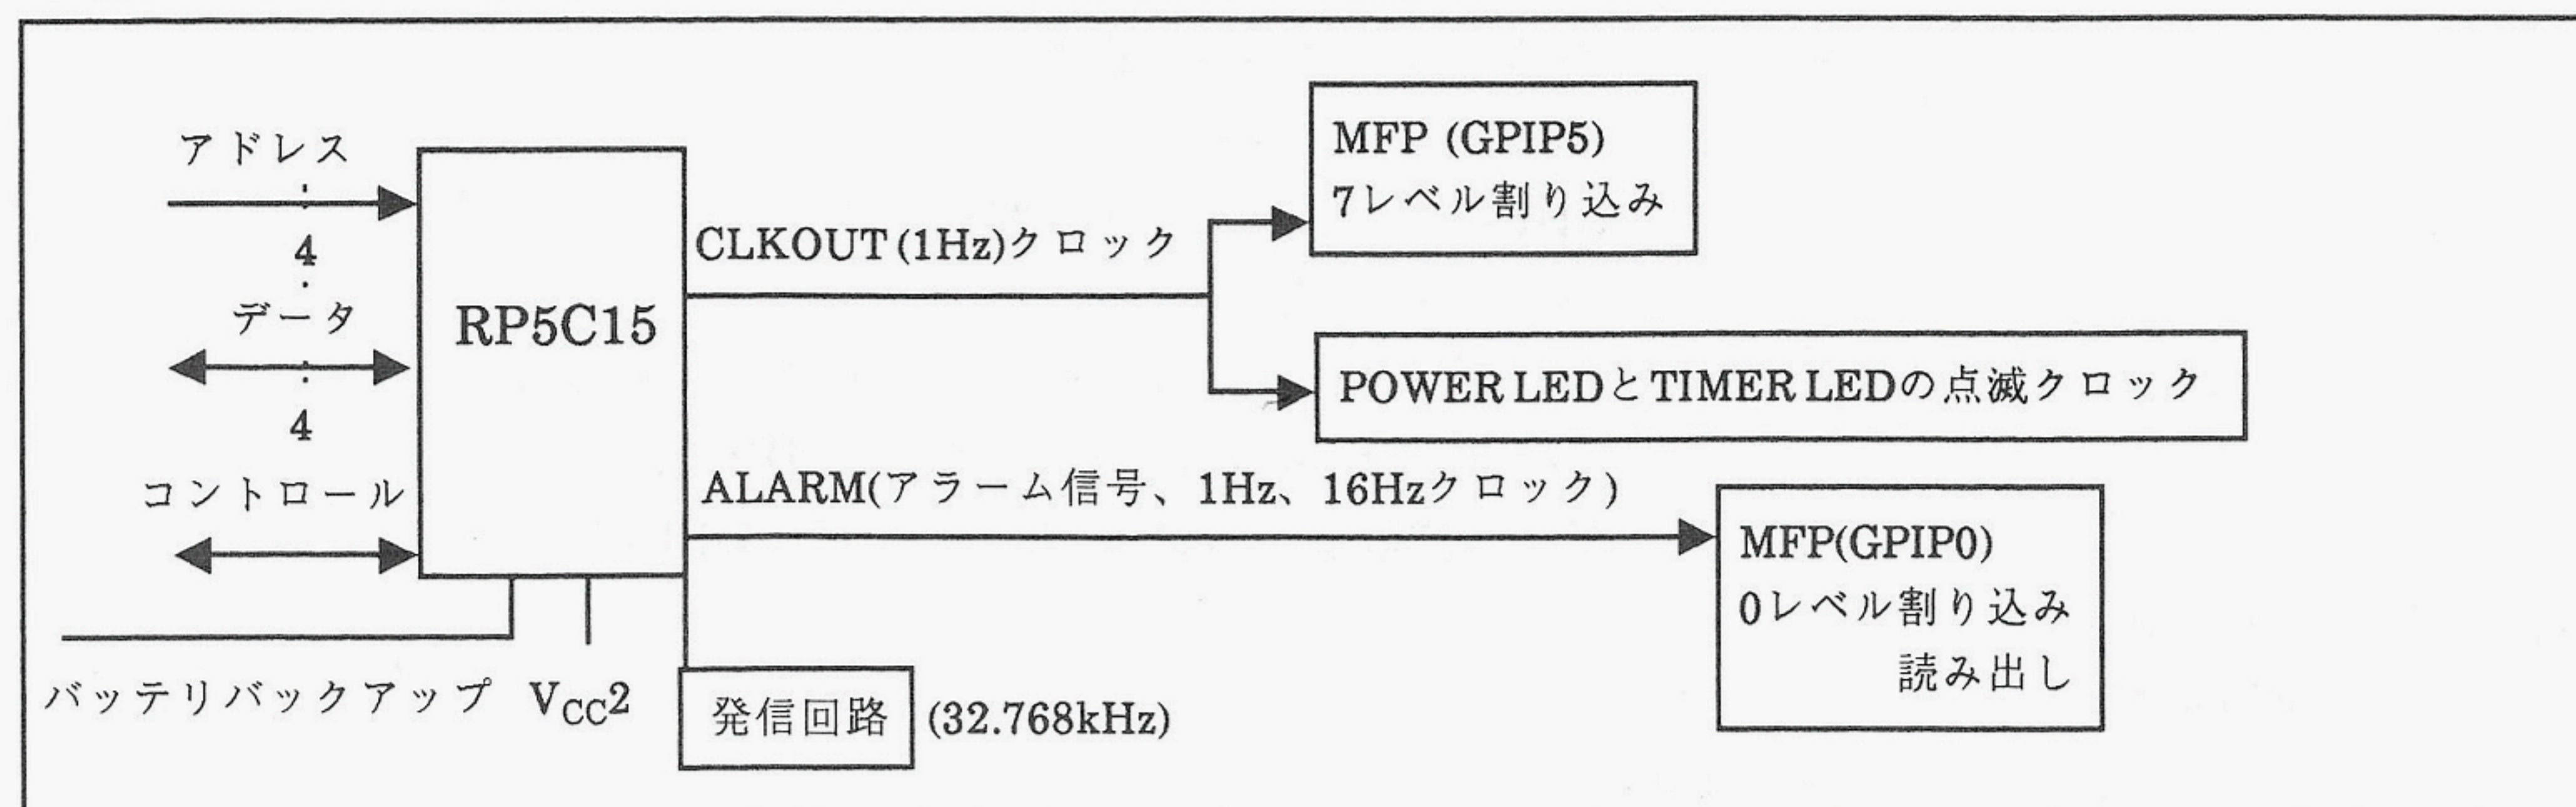 アドレス
4
データ
4
コントロール
RP5C15
バッテリバックアップ
VCC2
発信回路
(32.768kHz)
CLKOUT(1Hz)クロック
MFP (GPIP5)
7レベル割り込み
POWER LEDとTIMER LEDの点滅クロック
ALARM(アラーム信号、1Hz、16Hzクロック)
MFP(GPIP0)
0レベル割り込み
読み出し